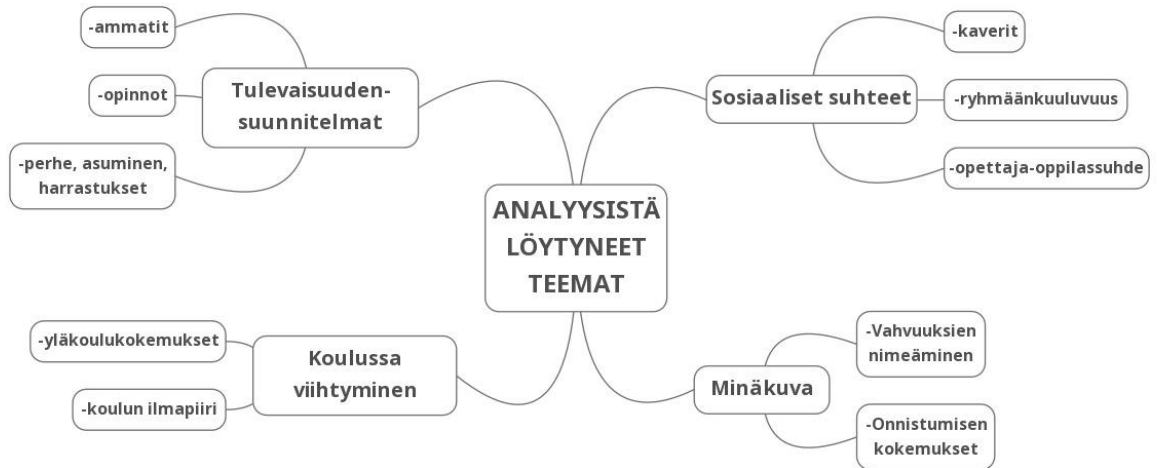 ANALYYSISTÄ
LÖYTYNEET
TEEMAT
Tulevaisuuden-
suunnitelmat
-ammatit
-opinnot
-perhe, asuminen,
harrastukset
Sosiaaliset suhteet
-kaverit
-ryhmäänkuuluvuus
-opettaja-oppilassuhde
Koulussa
viihtyminen
-yläkoulukokemukset
-koulun ilmapiiri
Minäkuva
-Vahvuuksien
nimeäminen
-Onnistumisen
kokemukset